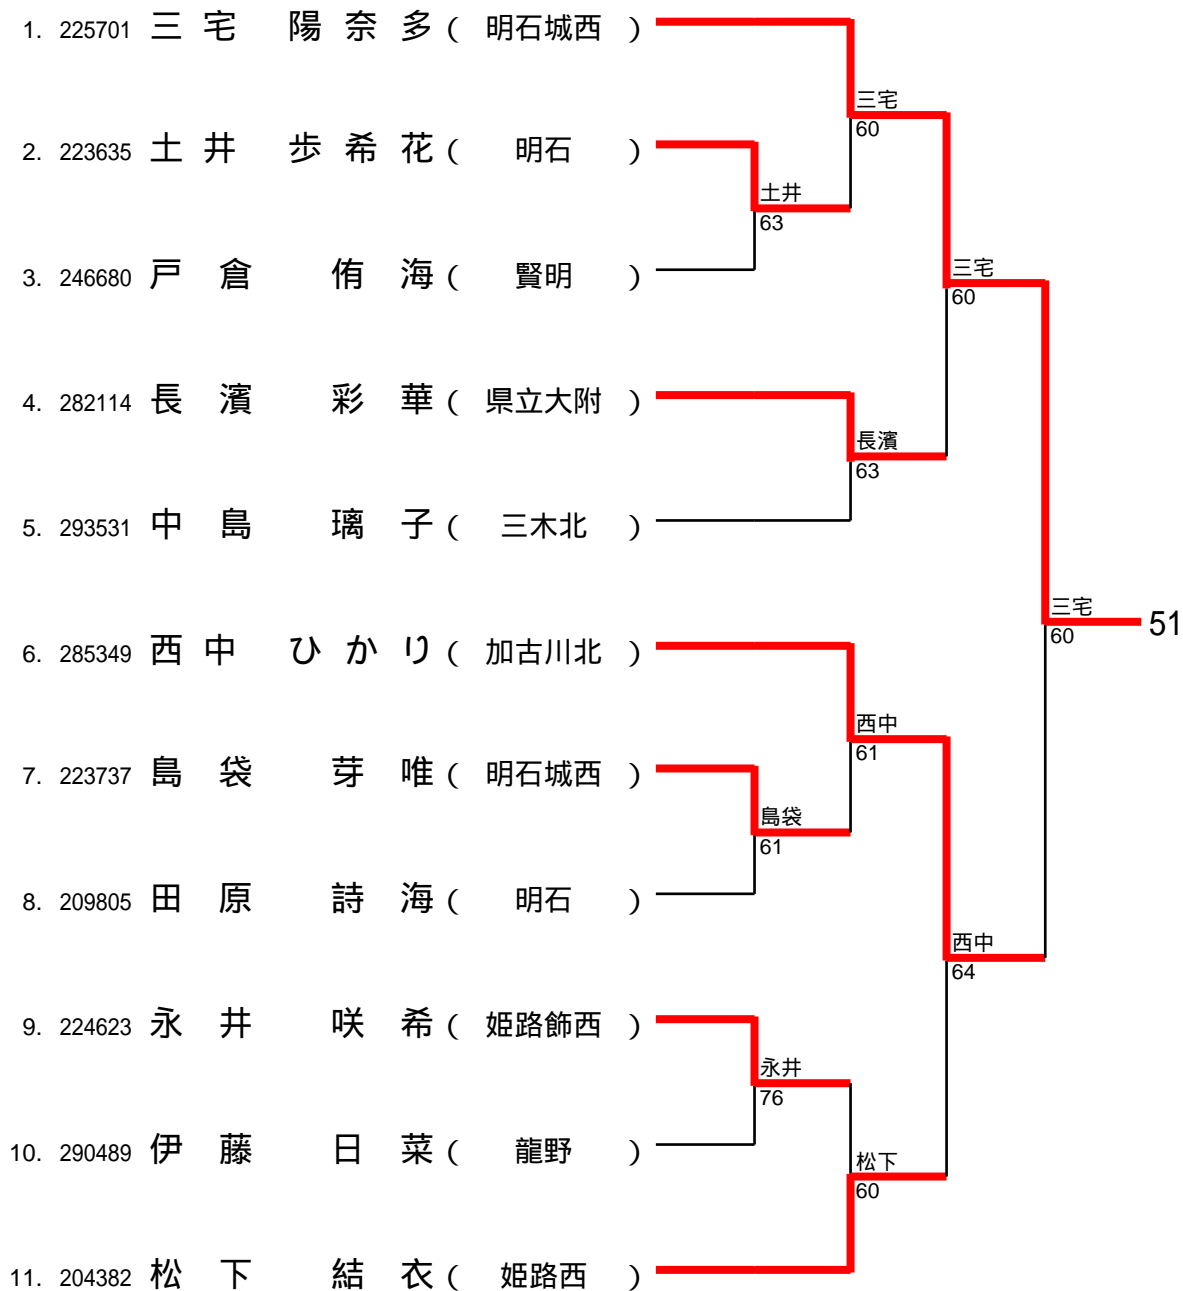 1. 225701 三宅 陽奈多 ( 明石城西 )
三宅
60
2. 223635 土井 歩希花 ( 明石 )
土井
63
3. 246680 戸倉 侑海 ( 賢明 )
三宅
60
4. 282114 長濱 彩華 ( 県立大附 )
長濱
63
5. 293531 中島 璃子 ( 三木北 )
三宅
60
51
6. 285349 西中 ひかり ( 加古川北 )
西中
61
7. 223737 島袋 芽唯 ( 明石城西 )
島袋
61
8. 209805 田原 詩海 ( 明石 )
西中
64
9. 224623 永井 咲希 ( 姫路飾西 )
永井
76
10. 290489 伊藤 日菜 ( 龍野 )
松下
60
11. 204382 松下 結衣 ( 姫路西 )